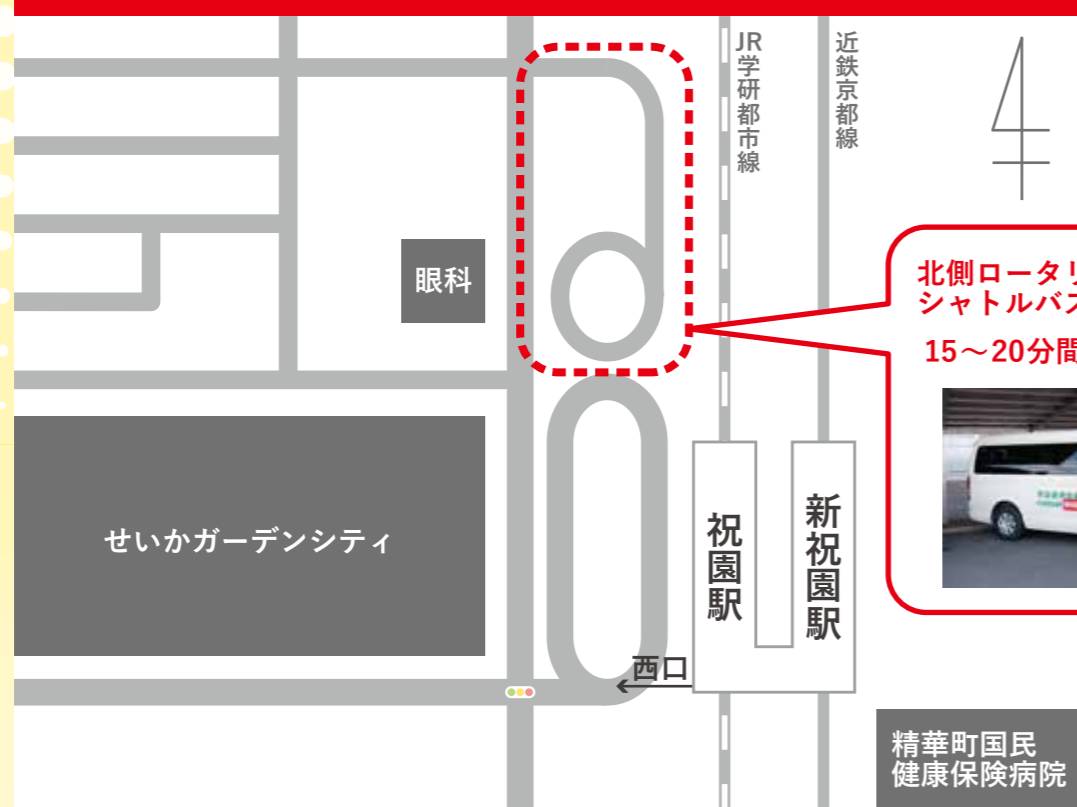 JR学研都市線
近鉄京都線
眼科
北側ロータリ
シャトルバス
15〜20分間
せいかガーデンシティ
祝園駅
新祝園駅
西口
精華町国民
健康保険病院